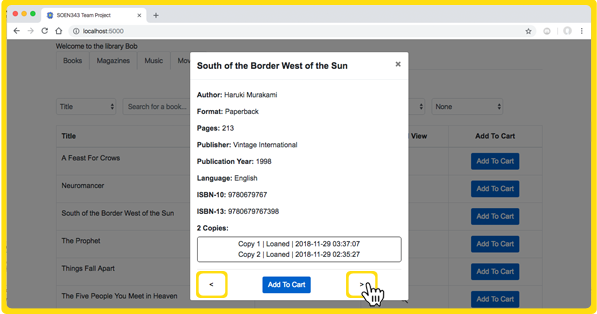 SOEN343 Team Project
localhost:5000
Welcome to the library Bob
Books Magazines Music
Title Search for a book... None
Title View Add To Cart
A Feast For Crows Add To Cart
Neuromancer Add To Cart
South of the Border West of the Sun Add To Cart
The Prophet Add To Cart
Things Fall Apart Add To Cart
The Five People You Meet in Heaven Add To Cart
South of the Border West of the Sun ×
Author: Haruki Murakami
Format: Paperback
Pages: 213
Publisher: Vintage International
Publication Year: 1998
Language: English
ISBN-10: 9780679767
ISBN-13: 9780679767398
2 Copies:
Copy 1 | Loaned | 2018-11-29 03:37:07
Copy 2 | Loaned | 2018-11-29 02:35:27
< Add To Cart >